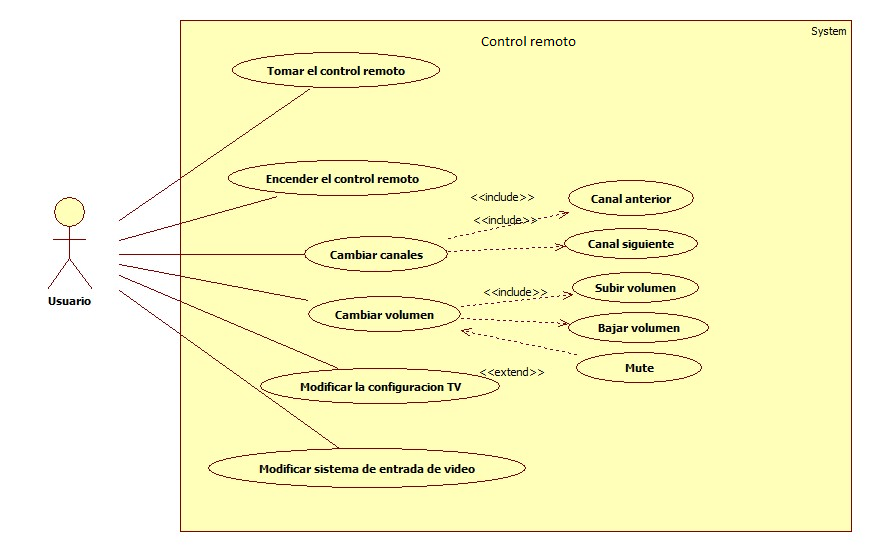 System
Control remoto
Tomar el control remoto
Encender el control remoto
<<include>>
Canal anterior
<<include>>
Cambiar canales
Canal siguiente
<<include>>
Subir volumen
Usuario
Cambiar volumen
Bajar volumen
Mute
<<extend>>
Modificar la configuracion TV
Modificar sistema de entrada de video